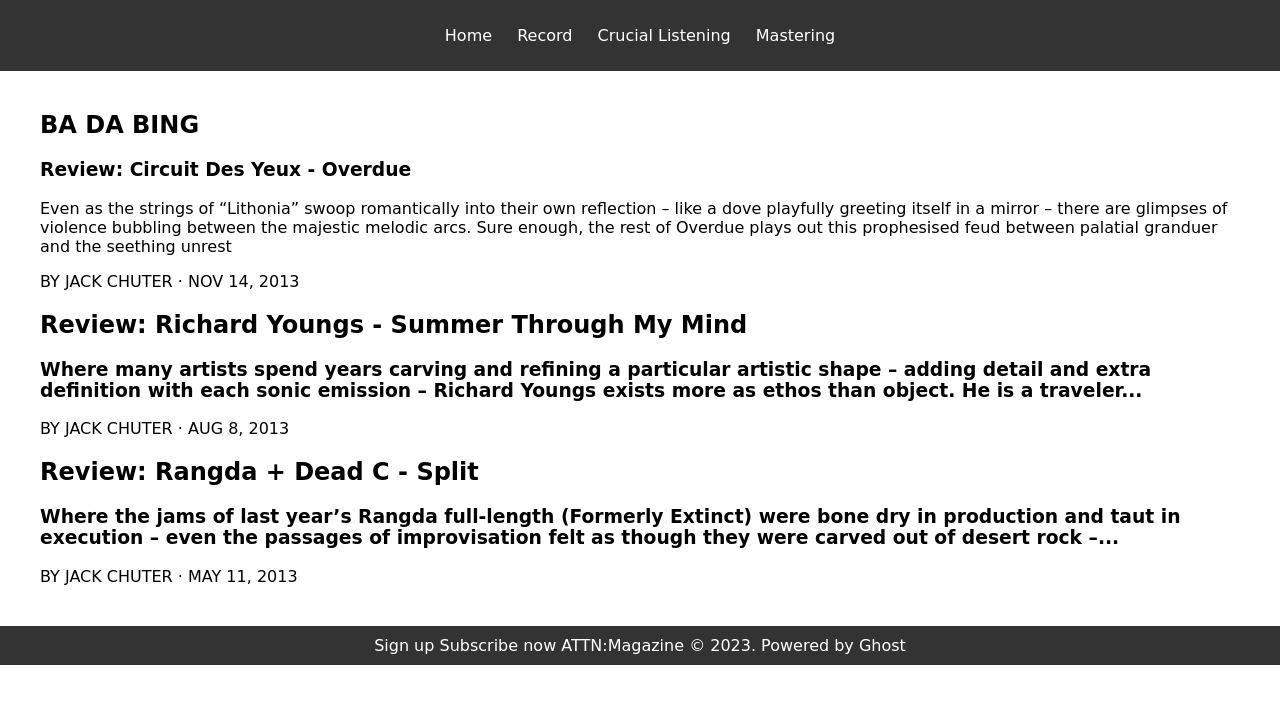 Home Record Crucial Listening Mastering
BA DA BING
Review: Circuit Des Yeux - Overdue
Even as the strings of “Lithonia” swoop romantically into their own reflection – like a dove playfully greeting itself in a mirror – there are glimpses of
violence bubbling between the majestic melodic arcs. Sure enough, the rest of Overdue plays out this prophesised feud between palatial granduer
and the seething unrest
BY JACK CHUTER · NOV 14, 2013
Review: Richard Youngs - Summer Through My Mind
Where many artists spend years carving and refining a particular artistic shape – adding detail and extra
definition with each sonic emission – Richard Youngs exists more as ethos than object. He is a traveler...
BY JACK CHUTER · AUG 8, 2013
Review: Rangda + Dead C - Split
Where the jams of last year’s Rangda full-length (Formerly Extinct) were bone dry in production and taut in
execution – even the passages of improvisation felt as though they were carved out of desert rock –...
BY JACK CHUTER · MAY 11, 2013
Sign up Subscribe now ATTN:Magazine © 2023. Powered by Ghost